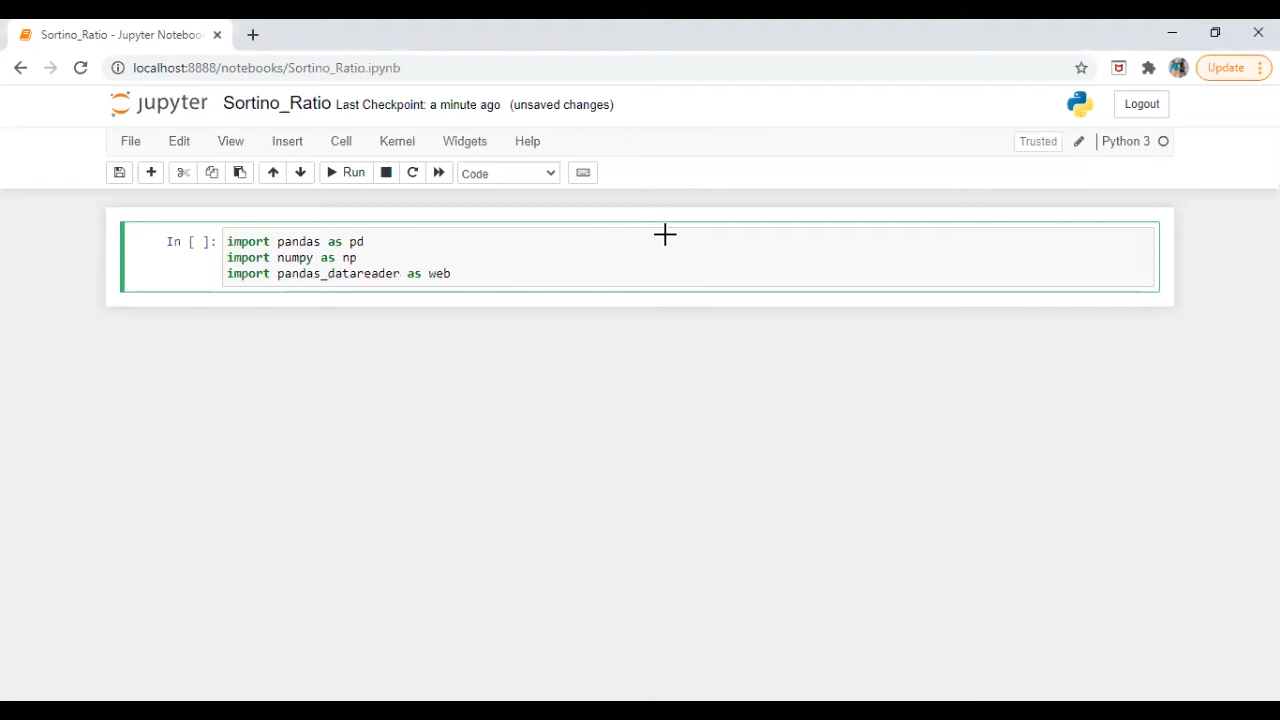 Sortino_Ratio - Jupyter Noteboo
localhost:8888/notebooks/Sortino_Ratio.ipynb
Update
jupyter Sortino_Ratio Last Checkpoint: a minute ago (unsaved changes)
Logout
File Edit View Insert Cell Kernel Widgets Help
Trusted Python 3
Run Code
In [ ]: import pandas as pd
import numpy as np
import pandas_datareader as web